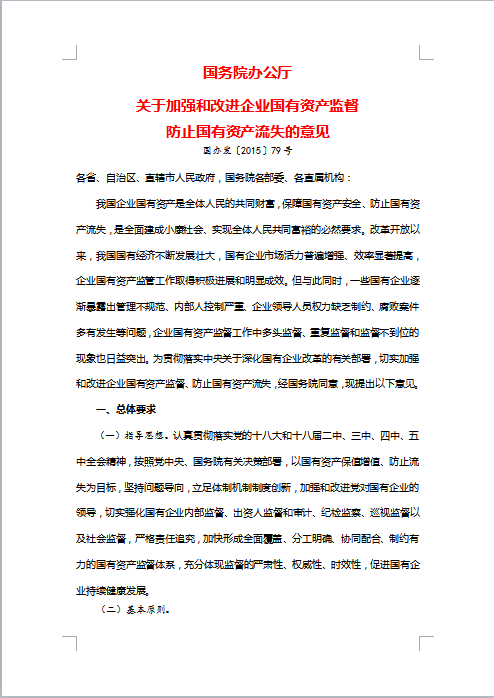 国务院办公厅
关于加强和改进企业国有资产监督
防止国有资产流失的意见
国办发〔2015〕79 号
各省、自治区、直辖市人民政府，国务院各部委、各直属机构：
我国企业国有资产是全体人民的共同财富，保障国有资产安全、防止国有资
产流失，是全面建成小康社会、实现全体人民共同富裕的必然要求。改革开放以
来，我国国有经济不断发展壮大，国有企业市场活力普遍增强、效率显著提高，
企业国有资产监管工作取得积极进展和明显成效。但与此同时，一些国有企业逐
渐暴露出管理不规范、内部人控制严重、企业领导人员权力缺乏制约、腐败案件
多有发生等问题，企业国有资产监督工作中多头监督、重复监督和监督不到位的
现象也日益突出。为贯彻落实中央关于深化国有企业改革的有关部署，切实加强
和改进企业国有资产监督、防止国有资产流失，经国务院同意，现提出以下意见。
一、总体要求
（一）指导思想。认真贯彻落实党的十八大和十八届二中、三中、四中、五
中全会精神，按照党中央、国务院有关决策部署，以国有资产保值增值、防止流
失为目标，坚持问题导向，立足体制机制制度创新，加强和改进党对国有企业的
领导，切实强化国有企业内部监督、出资人监督和审计、纪检监察、巡视监督以
及社会监督，严格责任追究，加快形成全面覆盖、分工明确、协同配合、制约有
力的国有资产监督体系，充分体现监督的严肃性、权威性、时效性，促进国有企
业持续健康发展。
（二）基本原则。